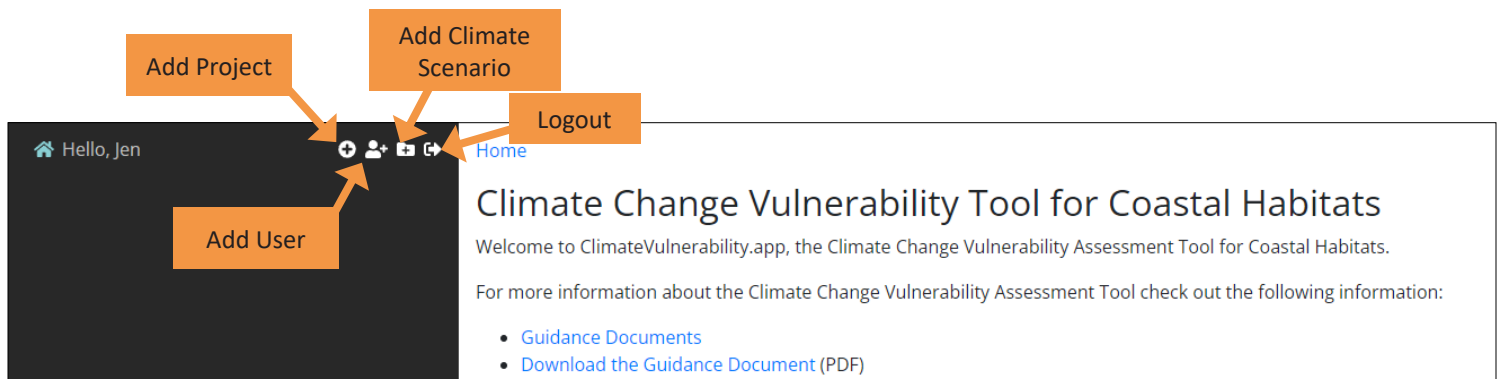 Add Climate
Scenario
Add Project
Logout
Hello, Jen
Home
Climate Change Vulnerability Tool for Coastal Habitats
Add User
Welcome to ClimateVulnerability.app, the Climate Change Vulnerability Assessment Tool for Coastal Habitats.
For more information about the Climate Change Vulnerability Assessment Tool check out the following information:
Guidance Documents
Download the Guidance Document (PDF)